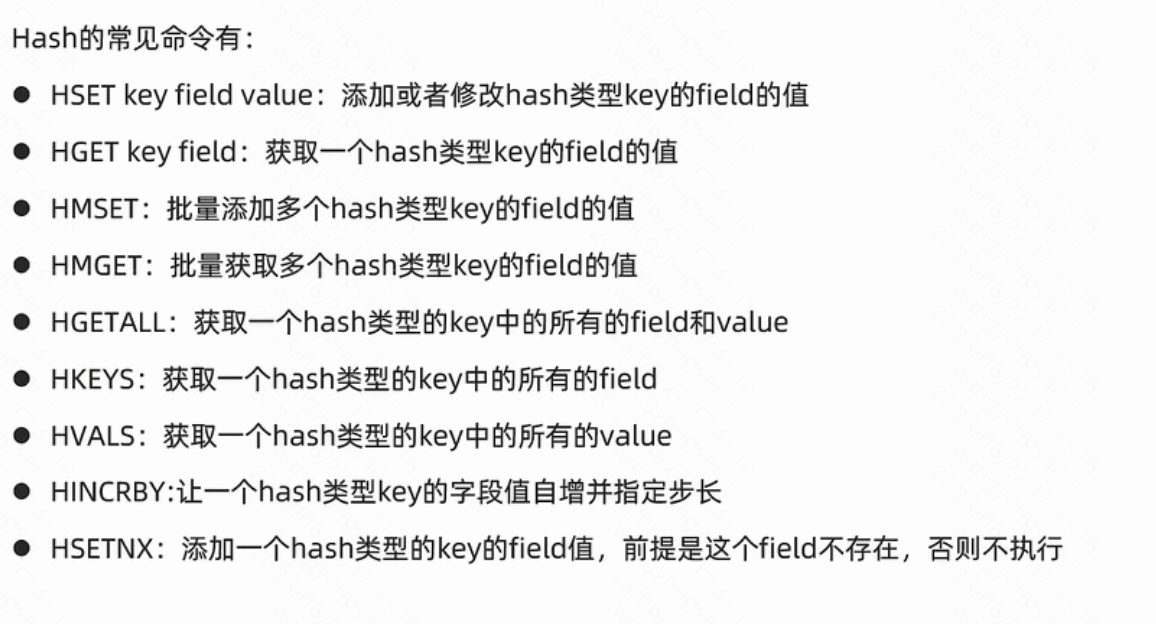 Hash的常见命令有：
● HSET key field value：添加或者修改hash类型key的field的值
● HGET key field：获取一个hash类型key的field的值
● HMSET：批量添加多个hash类型key的field的值
● HMGET：批量获取多个hash类型key的field的值
● HGETALL：获取一个hash类型的key中的所有的field和value
● HKEYS：获取一个hash类型的key中的所有的field
● HVALS：获取一个hash类型的key中的所有的value
● HINCRBY:让一个hash类型key的字段值自增并指定步长
● HSETNX：添加一个hash类型的key的field值，前提是这个field不存在，否则不执行